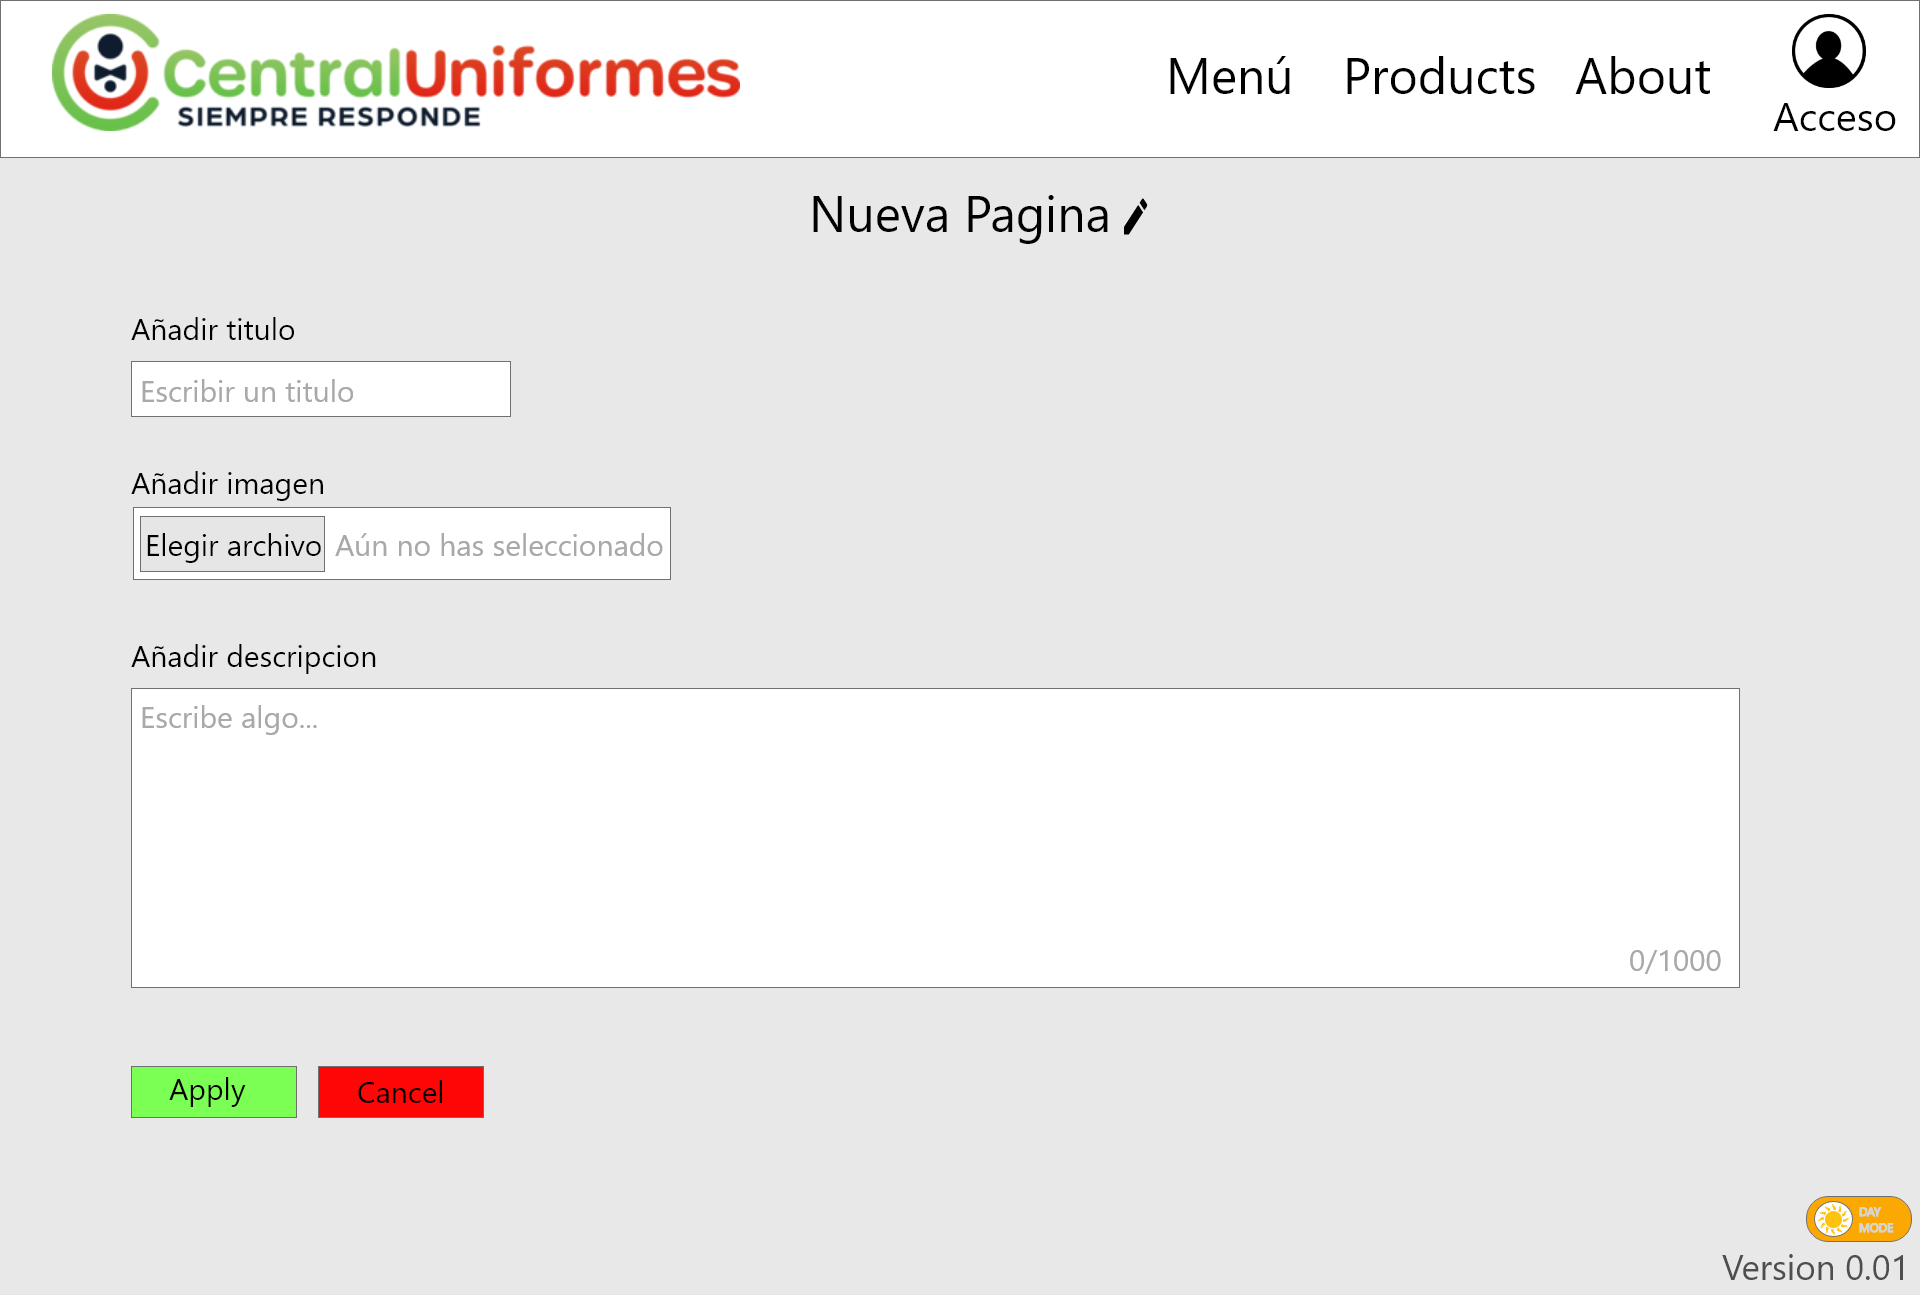 CentralUniformes
SIEMPRE RESPONDE
Menú Products About
Acceso
Nueva Pagina
Añadir titulo
Escribir un titulo
Añadir imagen
Elegir archivo Aún no has seleccionado
Añadir descripcion
Escribe algo...
0/1000
Apply Cancel
DAY
MODE
Version 0.01